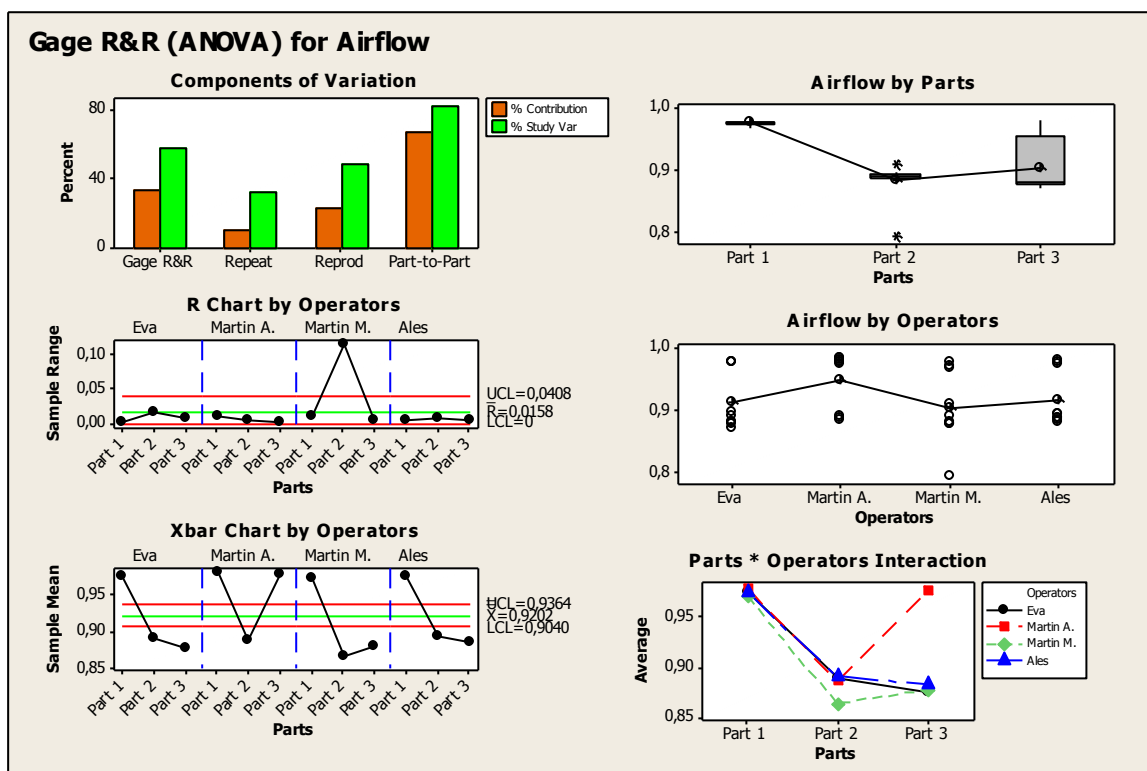 Gage R&R (ANOVA) for Airflow
Components of Variation
% Contribution
% Study Var
Percent
80
40
0
Gage R&R Repeat Reprod Part-to-Part
R Chart by Operators
Eva Martin A. Martin M. Ales
Sample Range
0,10
0,05
0,00
UCL=0,0408
R=0,0158
LCL=0
Part 1 Part 2 Part 3 Part 1 Part 2 Part 3 Part 1 Part 2 Part 3 Part 1 Part 2 Part 3
Parts
Xbar Chart by Operators
Eva Martin A. Martin M. Ales
Sample Mean
0,95
0,90
0,85
UCL=0,9364
X=0,9202
LCL=0,9040
Part 1 Part 2 Part 3 Part 1 Part 2 Part 3 Part 1 Part 2 Part 3 Part 1 Part 2 Part 3
Parts
Airflow by Parts
1,0
0,9
0,8
Part 1 Part 2 Part 3
Parts
Airflow by Operators
1,0
0,9
0,8
Eva Martin A. Martin M. Ales
Operators
Parts * Operators Interaction
Operators
Eva
Martin A.
Martin M.
Ales
Average
0,95
0,90
0,85
Part 1 Part 2 Part 3
Parts